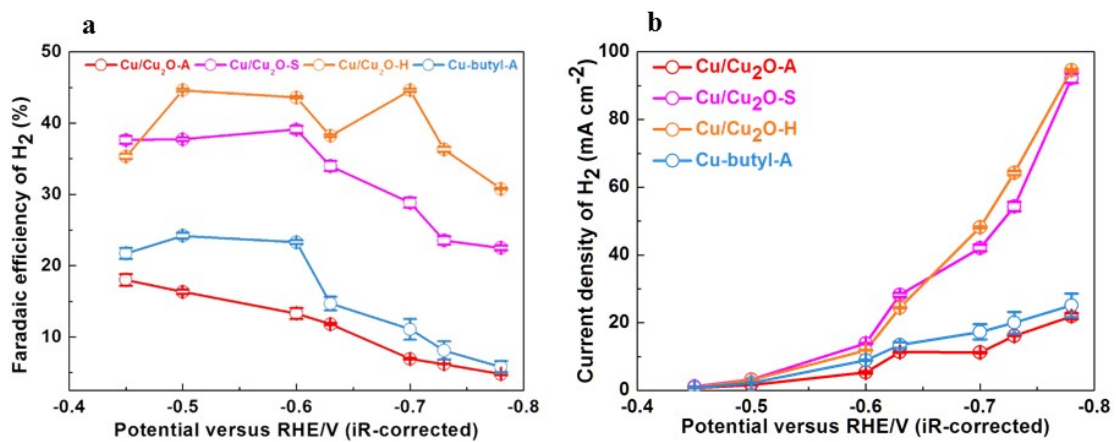 a
50
40
30
20
10
Cu/Cu₂O-A Cu/Cu₂O-S Cu/Cu₂O-H Cu-butyl-A
Faradaic efficiency of H₂ (%)
-0.4 -0.5 -0.6 -0.7 -0.8
Potential versus RHE/V (iR-corrected)
b
100
80
60
40
20
0
Cu/Cu₂O-A
Cu/Cu₂O-S
Cu/Cu₂O-H
Cu-butyl-A
Current density of H₂ (mA cm⁻²)
-0.4 -0.5 -0.6 -0.7 -0.8
Potential versus RHE/V (iR-corrected)